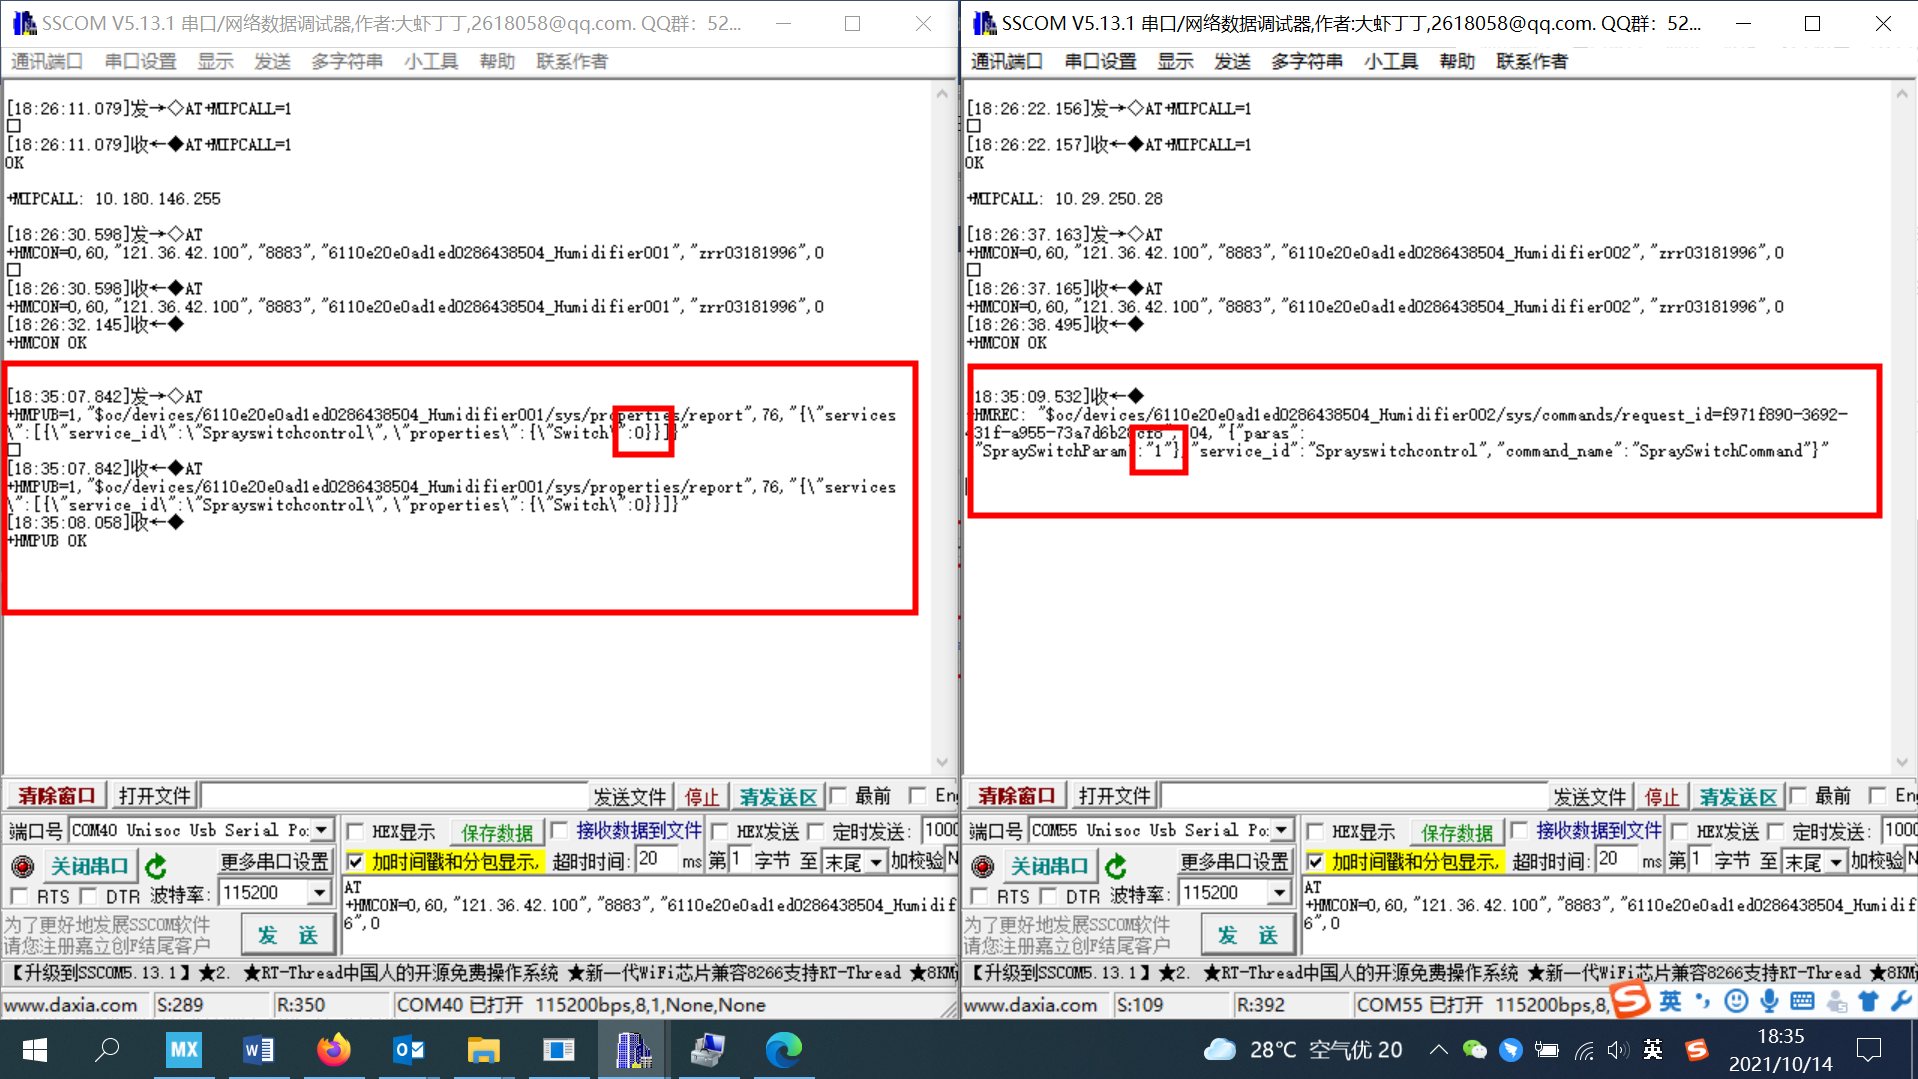 SSCOM V5.13.1 串口/网络数据调试器,作者:大虾丁丁,2618058@qq.com. QQ群: 52...
通讯端口 串口设置 显示 发送 多字符串 小工具 帮助 联系作者
[18:26:11.079]发→◇AT+MIPCALL=1
□
[18:26:11.079]收←◆AT+MIPCALL=1
OK
+MIPCALL: 10.180.146.255
[18:26:30.598]发→◇AT
+HMCON=0,60,"121.36.42.100","8883","6110e20e0ad1ed0286438504_Humidifier001","zrr03181996",0
□
[18:26:30.598]收←◆AT
+HMCON=0,60,"121.36.42.100","8883","6110e20e0ad1ed0286438504_Humidifier001","zrr03181996",0
[18:26:32.145]收←◆
+HMCON OK
[18:35:07.842]发→◇AT
+HMPUB=1,"$oc/devices/6110e20e0ad1ed0286438504_Humidifier001/sys/properties/report",76,"{\"services
\":[{\"service_id\":\"Sprayswitchcontrol\",\"properties\":{\"Switch\":0}}]}"
□
[18:35:07.842]收←◆AT
+HMPUB=1,"$oc/devices/6110e20e0ad1ed0286438504_Humidifier001/sys/properties/report",76,"{\"services
\":[{\"service_id\":\"Sprayswitchcontrol\",\"properties\":{\"Switch\":0}}]}"
[18:35:08.058]收←◆
+HMPUB OK
清除窗口 打开文件 发送文件 停止 清发送区 最前 En
端口号 COM40 Unisoc Usb Serial Po: HEX显示 保存数据 接收数据到文件 HEX发送 定时发送: 1000
关闭串口 更多串口设置 加时间戳和分包显示, 超时时间: 20 ms 第 1 字节 至 末尾 加校验 N
RTS DTR 波特率: 115200
AT
+HMCON=0,60,"121.36.42.100","8883","6110e20e0ad1ed0286438504_Humidif
6",0
为了更好地发展SSCOM软件
请您注册嘉立创F结尾客户
发 送
【升级到SSCOM5.13.1】★2. ★RT-Thread中国人的开源免费操作系统 ★新一代WiFi芯片兼容8266支持RT-Thread ★8KM
www.daxia.com S:289 R:350 COM40 已打开 115200bps,8,1,None,None
SSCOM V5.13.1 串口/网络数据调试器,作者:大虾丁丁,2618058@qq.com. QQ群: 52...
通讯端口 串口设置 显示 发送 多字符串 小工具 帮助 联系作者
[18:26:22.156]发→◇AT+MIPCALL=1
□
[18:26:22.157]收←◆AT+MIPCALL=1
OK
+MIPCALL: 10.29.250.28
[18:26:37.163]发→◇AT
+HMCON=0,60,"121.36.42.100","8883","6110e20e0ad1ed0286438504_Humidifier002","zrr03181996",0
□
[18:26:37.165]收←◆AT
+HMCON=0,60,"121.36.42.100","8883","6110e20e0ad1ed0286438504_Humidifier002","zrr03181996",0
[18:26:38.495]收←◆
+HMCON OK
18:35:09.532]收←◆
+HMREC: "$oc/devices/6110e20e0ad1ed0286438504_Humidifier002/sys/commands/request_id=f971f890-3692-
431f-a955-73a7d6b28cf8", 04, "{"paras":
"SpraySwitchParam":"1"},"service_id":"Sprayswitchcontrol","command_name":"SpraySwitchCommand"}"
清除窗口 打开文件 发送文件 停止 清发送区 最前 En
端口号 COM55 Unisoc Usb Serial Po: HEX显示 保存数据 接收数据到文件 HEX发送 定时发送: 1000
关闭串口 更多串口设置 加时间戳和分包显示, 超时时间: 20 ms 第 1 字节 至 末尾 加校验 N
RTS DTR 波特率: 115200
AT
+HMCON=0,60,"121.36.42.100","8883","6110e20e0ad1ed0286438504_Humidif
6",0
为了更好地发展SSCOM软件
请您注册嘉立创F结尾客户
发 送
【升级到SSCOM5.13.1】★2. ★RT-Thread中国人的开源免费操作系统 ★新一代WiFi芯片兼容8266支持RT-Thread ★8KM
www.daxia.com S:109 R:392 COM55 已打开 115200bps,8,
S 英
MX W O 28℃ 空气优 20 英 S 18:35
2021/10/14